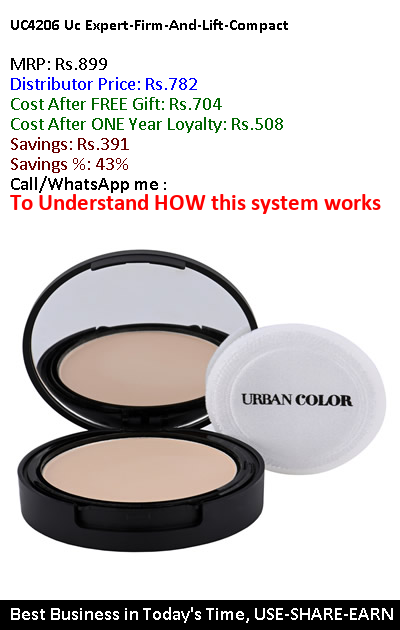 UC4206 Uc Expert-Firm-And-Lift-Compact
MRP: Rs.899
Distributor Price: Rs.782
Cost After FREE Gift: Rs.704
Cost After ONE Year Loyalty: Rs.508
Savings: Rs.391
Savings %: 43%
Call/WhatsApp me :
To Understand HOW this system works
URBAN COLOR
Best Business in Today's Time, USE-SHARE-EARN